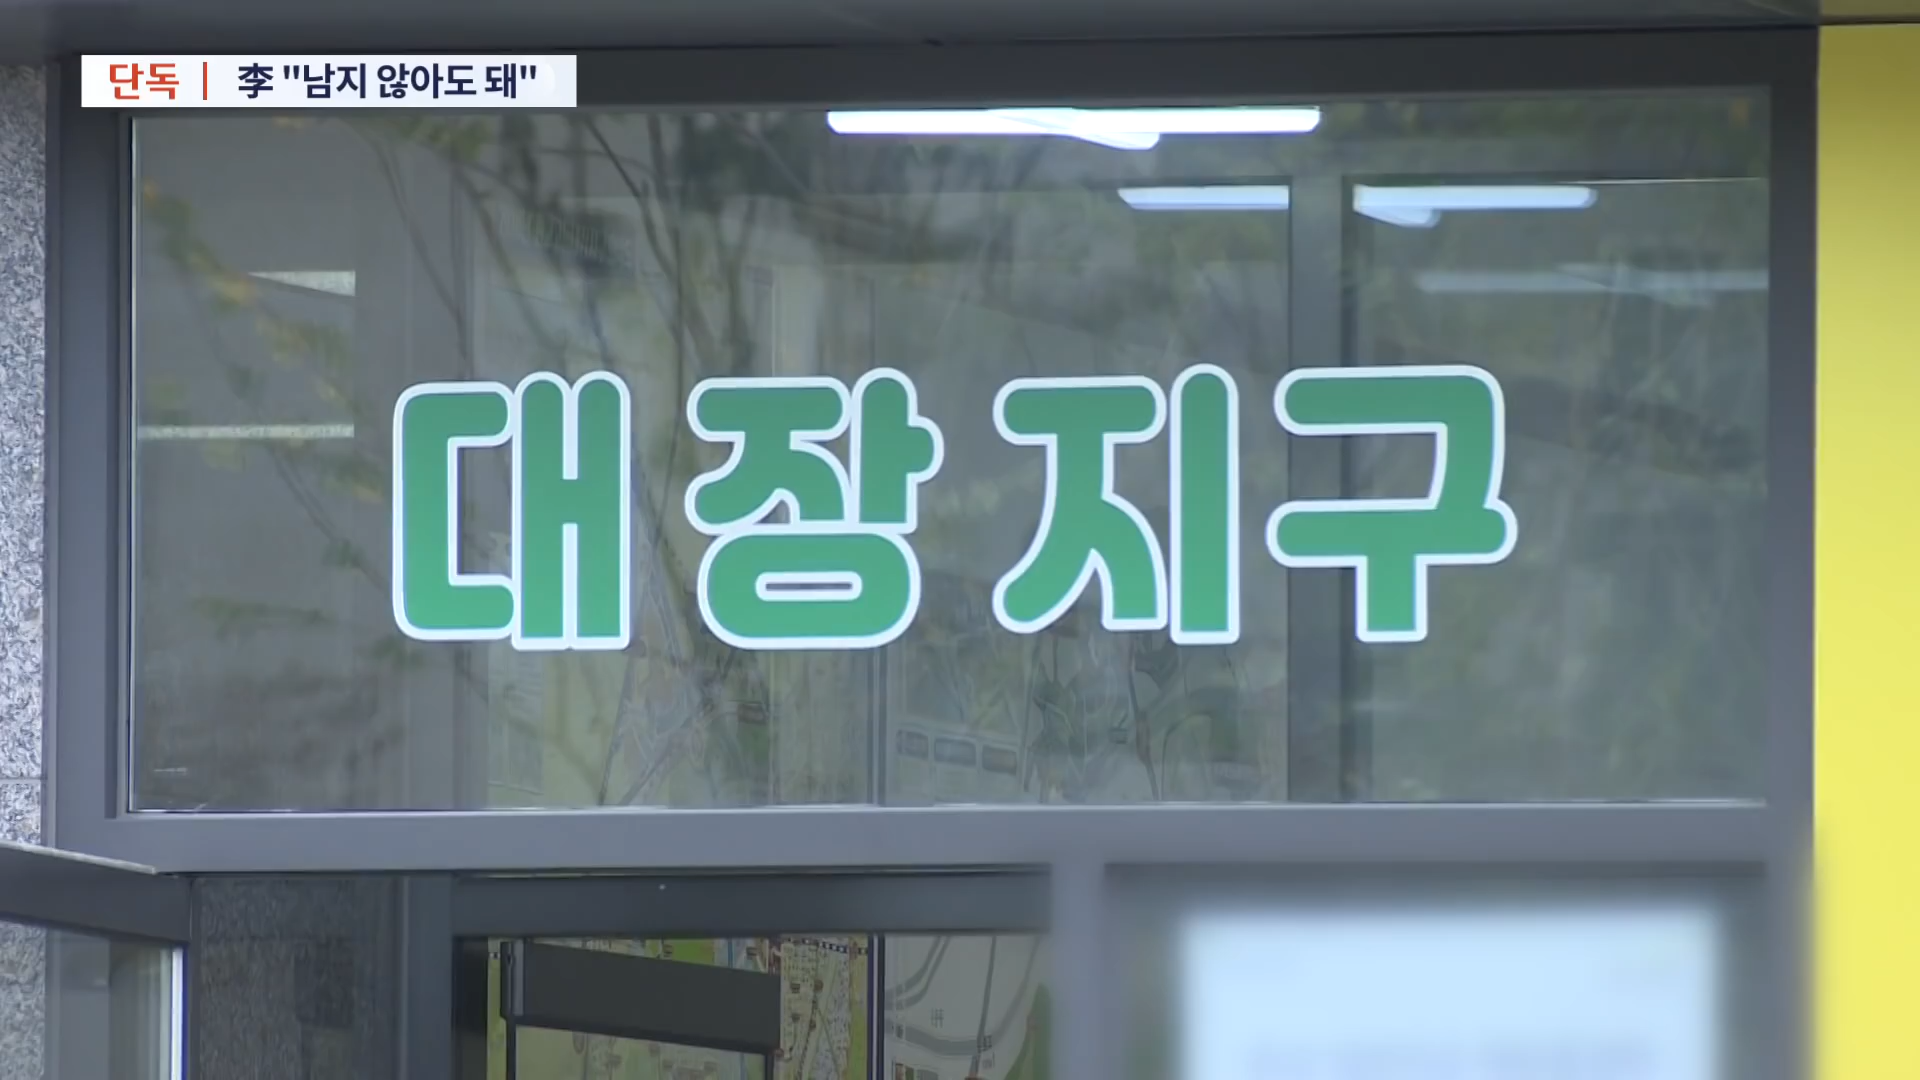 단독 | 李 "남지 않아도 돼"
대장지구